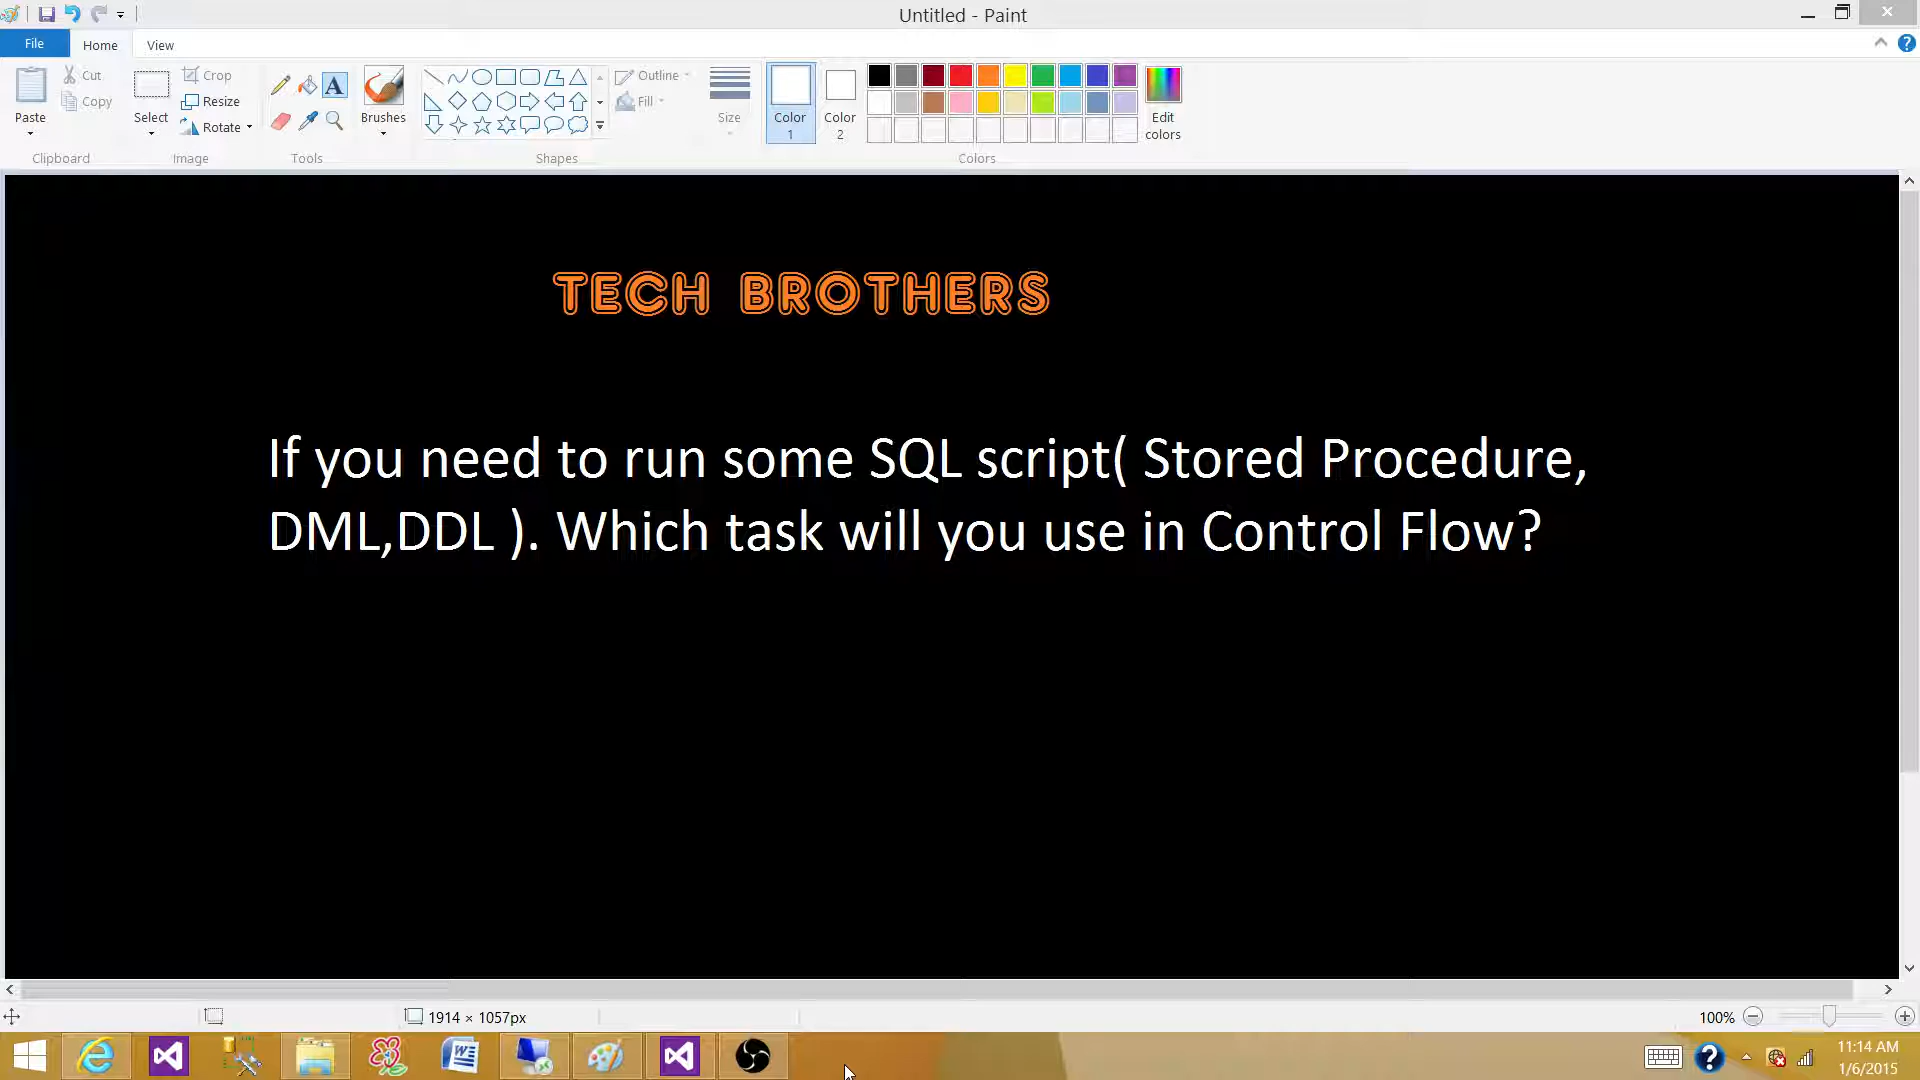 Untitled - Paint
File Home View
Paste Cut Copy Select Crop Resize Rotate Brushes Outline Fill Size Color 1 Color 2 Edit colors
Clipboard Image Tools Shapes Colors
TECH BROTHERS
If you need to run some SQL script( Stored Procedure,
DML,DDL ). Which task will you use in Control Flow?
1914 × 1057px 100%
11:14 AM
1/6/2015